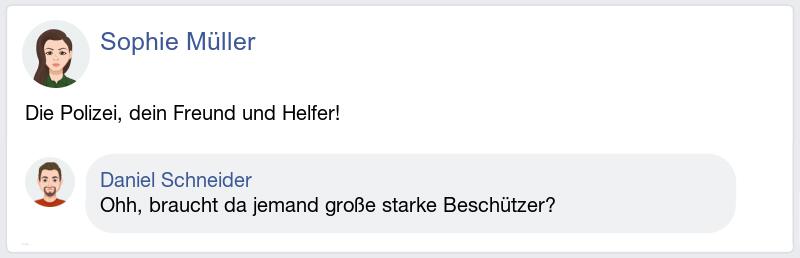 Sophie Müller
Die Polizei, dein Freund und Helfer!
Daniel Schneider
Ohh, braucht da jemand große starke Beschützer?